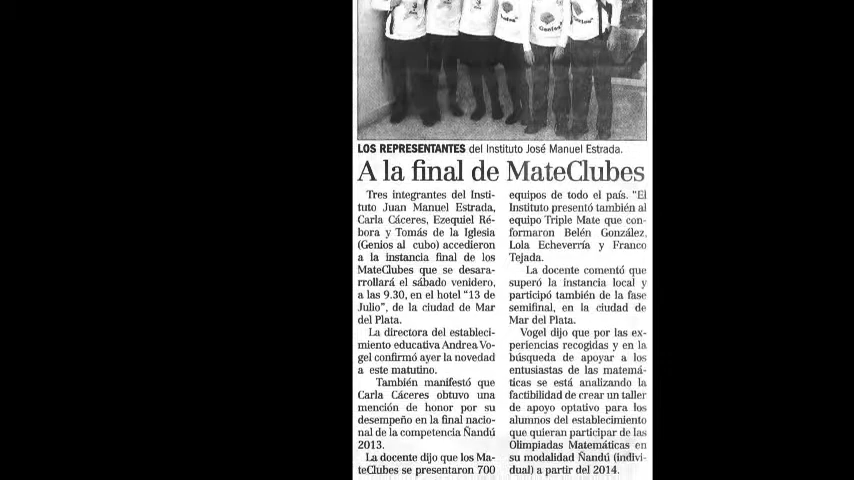 Genios
LOS REPRESENTANTES del Instituto José Manuel Estrada.
A la final de MateClubes
Tres integrantes del Insti-
tuto Juan Manuel Estrada,
Carla Cáceres, Ezequiel Ré-
bora y Tomás de la Iglesia
(Genios al cubo) accedieron
a la instancia final de los
MateClubes que se desara-
rrollará el sábado venidero,
a las 9.30, en el hotel "13 de
Julio", de la ciudad de Mar
del Plata.
La directora del estableci-
miento educativa Andrea Vo-
gel confirmó ayer la novedad
a este matutino.
También manifestó que
Carla Cáceres obtuvo una
mención de honor por su
desempeño en la final nacio-
nal de la competencia Ñandú
2013.
La docente dijo que los Ma-
teClubes se presentaron 700
equipos de todo el país. "El
Instituto presentó también al
equipo Triple Mate que con-
formaron Belén González,
Lola Echeverría y Franco
Tejada.
La docente comentó que
superó la instancia local y
participó también de la fase
semifinal, en la ciudad de
Mar del Plata.
Vogel dijo que por las ex-
periencias recogidas y en la
búsqueda de apoyar a los
entusiastas de las matemá-
ticas se está analizando la
factibilidad de crear un taller
de apoyo optativo para los
alumnos del establecimiento
que quieran participar de las
Olimpiadas Matemáticas en
su modalidad Ñandú (indivi-
dual) a partir del 2014.